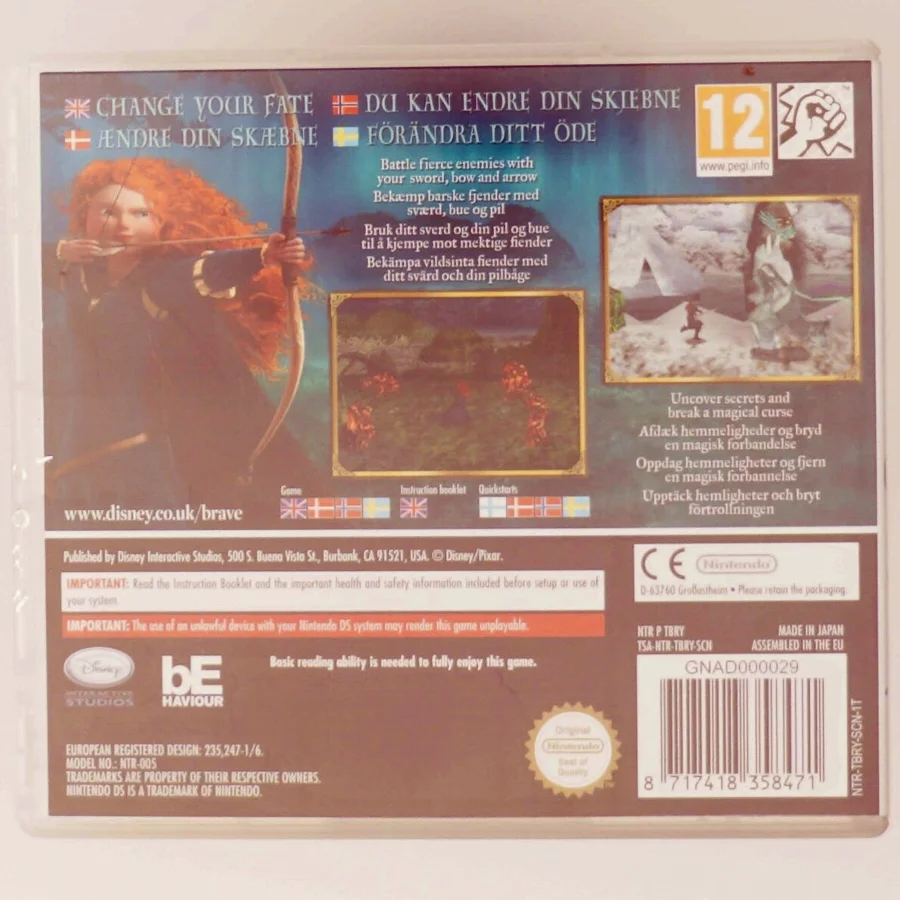 CHANGE YOUR FATE
DU KAN ENDRE DIN SKJEBNE
ÆNDRE DIN SKÆBNE
FÖRÄNDRA DITT ÖDE
12
www.pegi.info
Battle fierce enemies with
your sword, bow and arrow
Bekæmp barske fjender med
sværd, bue og pil
Bruk ditt sverd og din pil og bue
til å kjempe mot mektige fiender
Bekämpa vildsinta fiender med
ditt svärd och din pilbåge
Uncover secrets and
break a magical curse
Afdæk hemmeligheder og bryd
en magisk forbandelse
Oppdag hemmeligheter og fjern
en magisk forbannelse
Upptäck hemligheter och bryt
förtrollningen
Game
Instruction booklet
Quickstarts
www.disney.co.uk/brave
Published by Disney Interactive Studios, 500 S. Buena Vista St., Burbank, CA 91521, USA. © Disney/Pixar.
IMPORTANT: Read the Instruction Booklet and the important health and safety information included before setup or use of
your system.
IMPORTANT: The use of an unlawful device with your Nintendo DS system may render this game unplayable.
CE
Nintendo
D-63760 Großostheim • Please retain the packaging.
NTR P TBRY
MADE IN JAPAN
TSA-NTR-TBRY-SCN
ASSEMBLED IN THE EU
Disney
INTERACTIVE
STUDIOS
bE
HAVIOUR
Basic reading ability is needed to fully enjoy this game.
GNAD000029
8 717418 358471
NTR-TBRY-SCN-1T
Original
Nintendo
Seal of
Quality
TM
EUROPEAN REGISTERED DESIGN: 235,247-1/6.
MODEL NO.: NTR-005
TRADEMARKS ARE PROPERTY OF THEIR RESPECTIVE OWNERS.
NINTENDO DS IS A TRADEMARK OF NINTENDO.